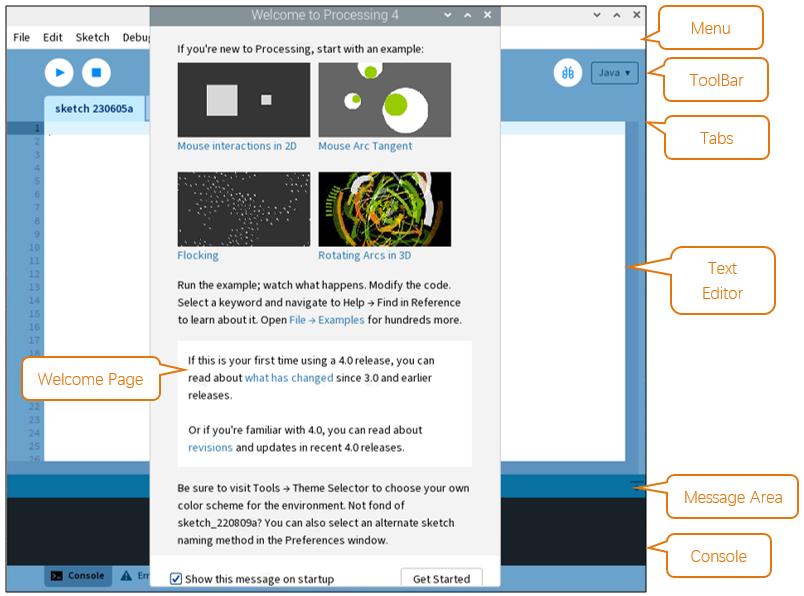 Welcome to Processing 4
File Edit Sketch Debug
Java ▾
sketch 230605a
1
2
3
4
5
6
7
8
9
10
11
12
13
14
15
16
17
18
22
23
24
25
26
If you're new to Processing, start with an example:
Mouse interactions in 2D
Mouse Arc Tangent
Flocking
Rotating Arcs in 3D
Run the example; watch what happens. Modify the code.
Select a keyword and navigate to Help → Find in Reference
to learn about it. Open File → Examples for hundreds more.
If this is your first time using a 4.0 release, you can
read about what has changed since 3.0 and earlier
releases.
Or if you're familiar with 4.0, you can read about
revisions and updates in recent 4.0 releases.
Be sure to visit Tools → Theme Selector to choose your own
color scheme for the environment. Not fond of
sketch_220809a? You can also select an alternate sketch
naming method in the Preferences window.
Show this message on startup
Get Started
Console
Menu
ToolBar
Tabs
Text
Editor
Welcome Page
Message Area
Console